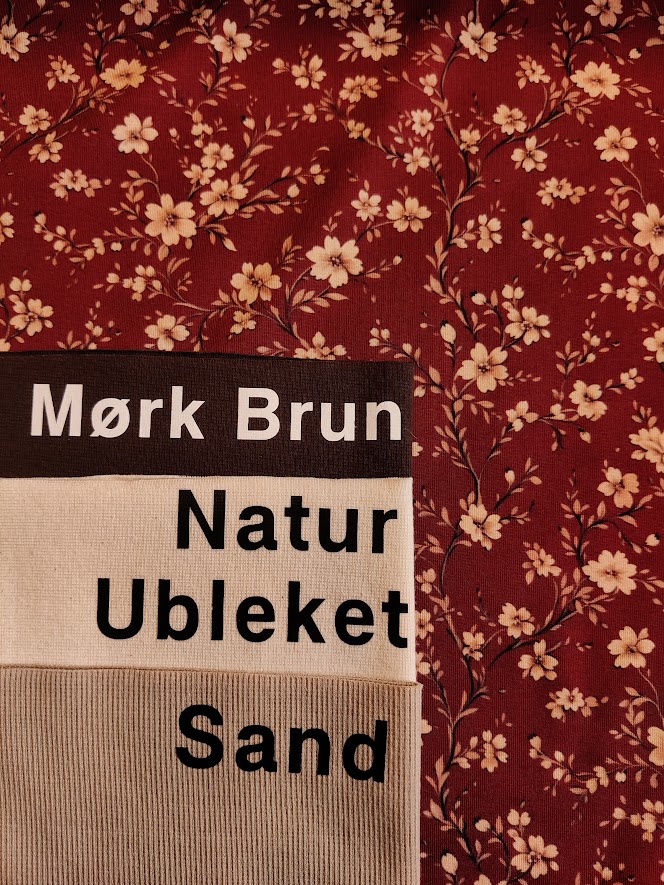 Mørk Brun
Natur
Ubleket
Sand